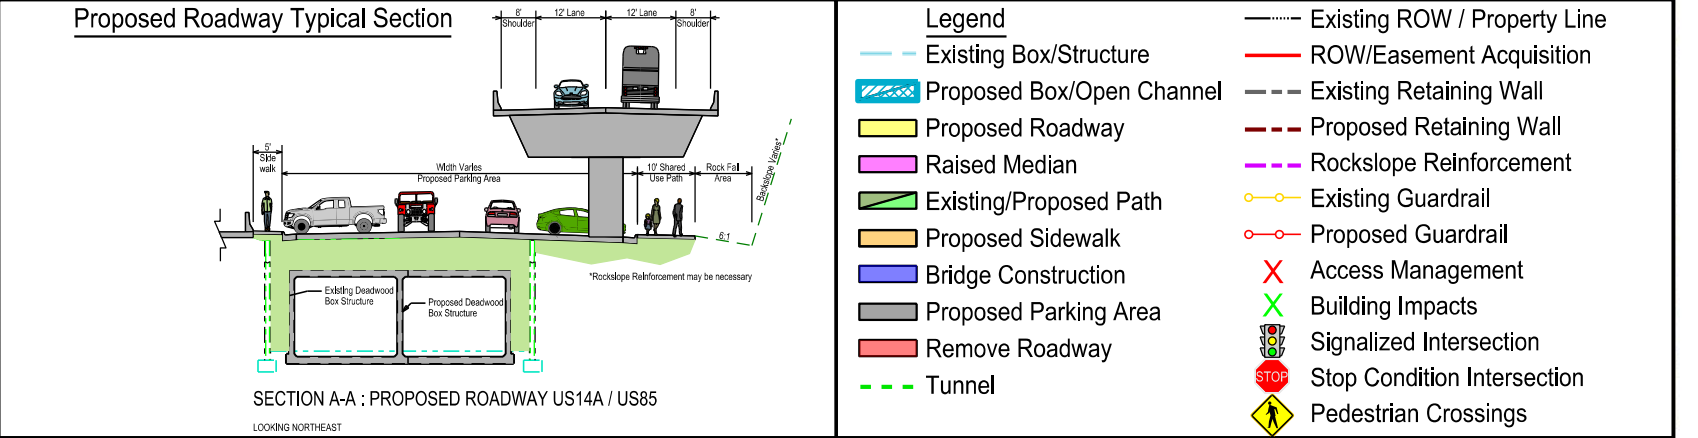 Proposed Roadway Typical Section
8' 12' Lane 12' Lane 8'
Shoulder Shoulder
5'
Side
walk
Width Varies
Proposed Parking Area
10' Shared
Use Path
Rock Fall
Area
Backslope Varies*
6:1
*Rockslope Reinforcement may be necessary
Existing Deadwood
Box Structure
Proposed Deadwood
Box Structure
SECTION A-A : PROPOSED ROADWAY US14A / US85
LOOKING NORTHEAST
Legend
Existing Box/Structure
Proposed Box/Open Channel
Proposed Roadway
Raised Median
Existing/Proposed Path
Proposed Sidewalk
Bridge Construction
Proposed Parking Area
Remove Roadway
Tunnel
Existing ROW / Property Line
ROW/Easement Acquisition
Existing Retaining Wall
Proposed Retaining Wall
Rockslope Reinforcement
Existing Guardrail
Proposed Guardrail
X Access Management
X Building Impacts
Signalized Intersection
STOP Stop Condition Intersection
Pedestrian Crossings